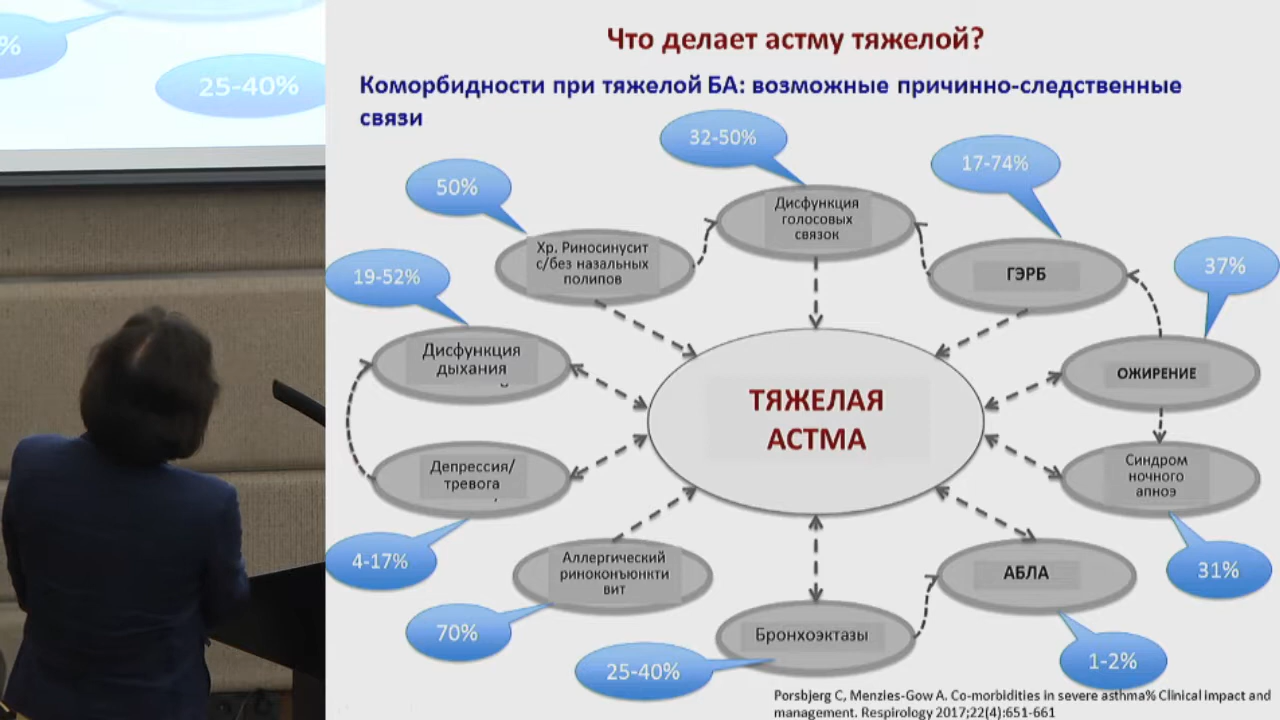 %
25-40%
Что делает астму тяжелой?
Коморбидности при тяжелой БА: возможные причинно-следственные
связи
32-50%
17-74%
50%
Дисфункция
голосовых
связок
Хр. Риносинусит
с/без назальных
полипов
ГЭРБ
37%
19-52%
Дисфункция
дыхания
ОЖИРЕНИЕ
ТЯЖЕЛАЯ
АСТМА
Депрессия/
тревога
Синдром
ночного
апноэ
4-17%
Аллергический
риноконъюнкти
вит
АБЛА
31%
70%
Бронхоэктазы
25-40%
1-2%
Porsbjerg C, Menzies-Gow A. Co-morbidities in severe asthma% Clinical impact and
management. Respirology 2017;22(4):651-661